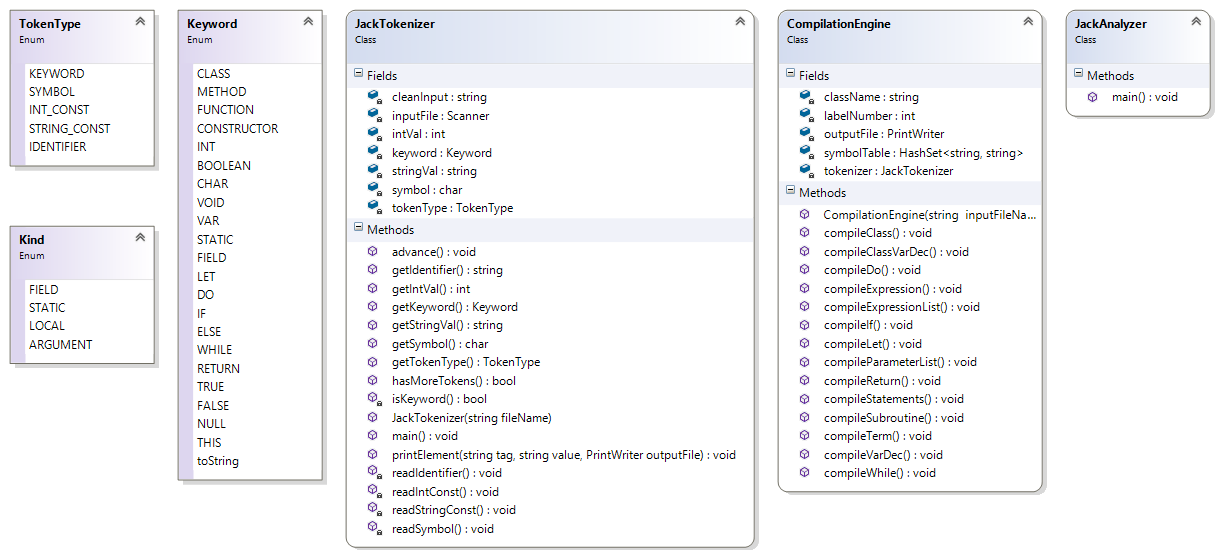 TokenType
Enum
KEYWORD
SYMBOL
INT_CONST
STRING_CONST
IDENTIFIER
Kind
Enum
FIELD
STATIC
LOCAL
ARGUMENT
Keyword
Enum
CLASS
METHOD
FUNCTION
CONSTRUCTOR
INT
BOOLEAN
CHAR
VOID
VAR
STATIC
FIELD
LET
DO
IF
ELSE
WHILE
RETURN
TRUE
FALSE
NULL
THIS
toString
JackTokenizer
Class
Fields
cleanInput : string
inputFile : Scanner
intVal : int
keyword : Keyword
stringVal : string
symbol : char
tokenType : TokenType
Methods
advance() : void
getIdentifier() : string
getIntVal() : int
getKeyword() : Keyword
getStringVal() : string
getSymbol() : char
getTokenType() : TokenType
hasMoreTokens() : bool
isKeyword() : bool
JackTokenizer(string fileName)
main() : void
printElement(string tag, string value, PrintWriter outputFile) : void
readIdentifier() : void
readIntConst() : void
readStringConst() : void
readSymbol() : void
CompilationEngine
Class
Fields
className : string
labelNumber : int
outputFile : PrintWriter
symbolTable : HashSet<string, string>
tokenizer : JackTokenizer
Methods
CompilationEngine(string inputFileNa...
compileClass() : void
compileClassVarDec() : void
compileDo() : void
compileExpression() : void
compileExpressionList() : void
compileIf() : void
compileLet() : void
compileParameterList() : void
compileReturn() : void
compileStatements() : void
compileSubroutine() : void
compileTerm() : void
compileVarDec() : void
compileWhile() : void
JackAnalyzer
Class
Methods
main() : void